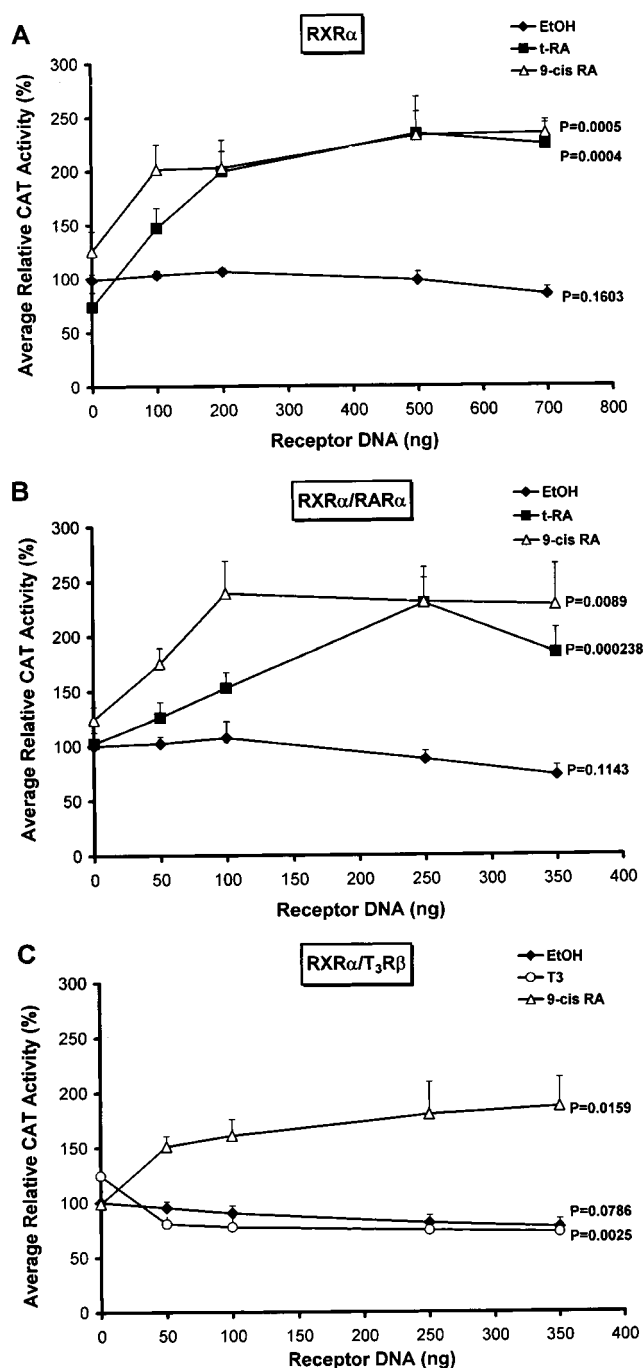 A
RXRα
EtOH
t-RA
9-cis RA
Average Relative CAT Activity (%)
300
250
200
150
100
50
0
P=0.0005
P=0.0004
P=0.1603
0 100 200 300 400 500 600 700 800
Receptor DNA (ng)
B
RXRα/RARα
EtOH
t-RA
9-cis RA
Average Relative CAT Activity (%)
300
250
200
150
100
50
0
P=0.0089
P=0.000238
P=0.1143
0 50 100 150 200 250 300 350 400
Receptor DNA (ng)
C
RXRα/T₃Rβ
EtOH
T3
9-cis RA
Average Relative CAT Activity (%)
300
250
200
150
100
50
0
P=0.0159
P=0.0786
P=0.0025
0 50 100 150 200 250 300 350 400
Receptor DNA (ng)